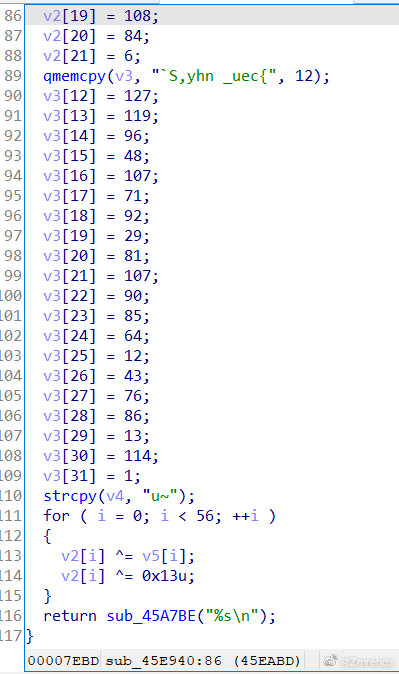 86 v2[19] = 108;
87 v2[20] = 84;
88 v2[21] = 6;
89 qmemcpy(v3, "`S,yhn _uec{", 12);
90 v3[12] = 127;
91 v3[13] = 119;
92 v3[14] = 96;
93 v3[15] = 48;
94 v3[16] = 107;
95 v3[17] = 71;
96 v3[18] = 92;
97 v3[19] = 29;
98 v3[20] = 81;
99 v3[21] = 107;
100 v3[22] = 90;
101 v3[23] = 85;
102 v3[24] = 64;
103 v3[25] = 12;
104 v3[26] = 43;
105 v3[27] = 76;
106 v3[28] = 86;
107 v3[29] = 13;
108 v3[30] = 114;
109 v3[31] = 1;
110 strcpy(v4, "u~");
111 for ( i = 0; i < 56; ++i )
112 {
113 v2[i] ^= v5[i];
114 v2[i] ^= 0x13u;
115 }
116 return sub_45A7BE("%s\n");
117 }
00007EBD sub_45E940:86 (45EABD)